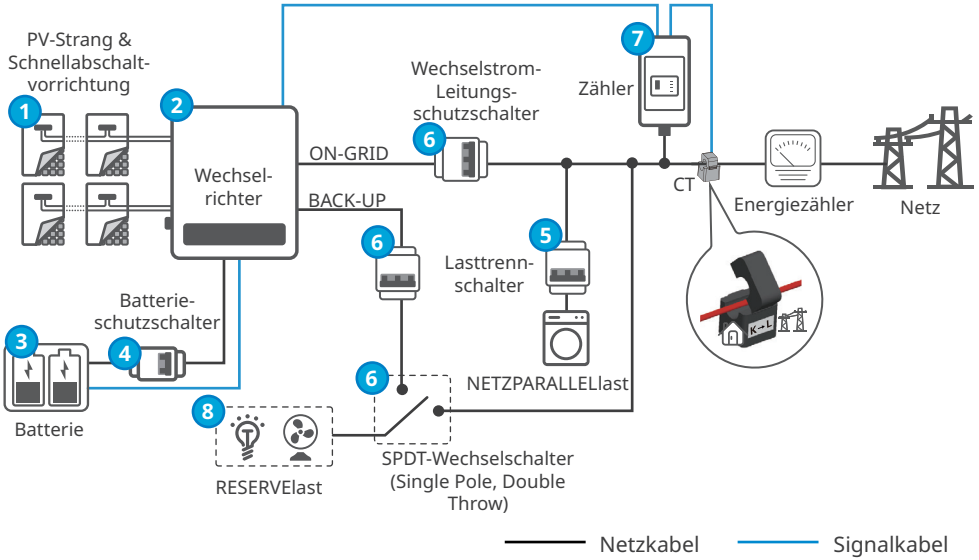 PV-Strang &
Schnellabschalt-
vorrichtung
1
2
Wechsel-
richter
ON-GRID
BACK-UP
Wechselstrom-
Leitungs-
schutzschalter
6
Zähler
7
CT
Energiezähler
Netz
6
5
Lasttrenn-
schalter
K→L
Batterie-
schutzschalter
3
4
Batterie
NETZPARALLELlast
6
8
RESERVElast
SPDT-Wechselschalter
(Single Pole, Double
Throw)
Netzkabel
Signalkabel